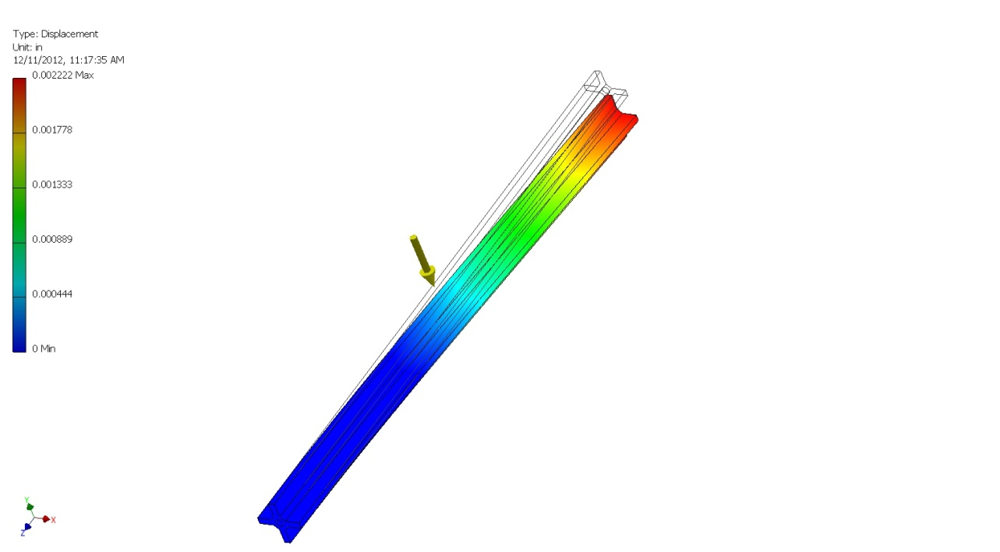 Type: Displacement
Unit: in
12/11/2012, 11:17:35 AM
0.002222 Max
0.001778
0.001333
0.000889
0.000444
0 Min
Y
X
Z